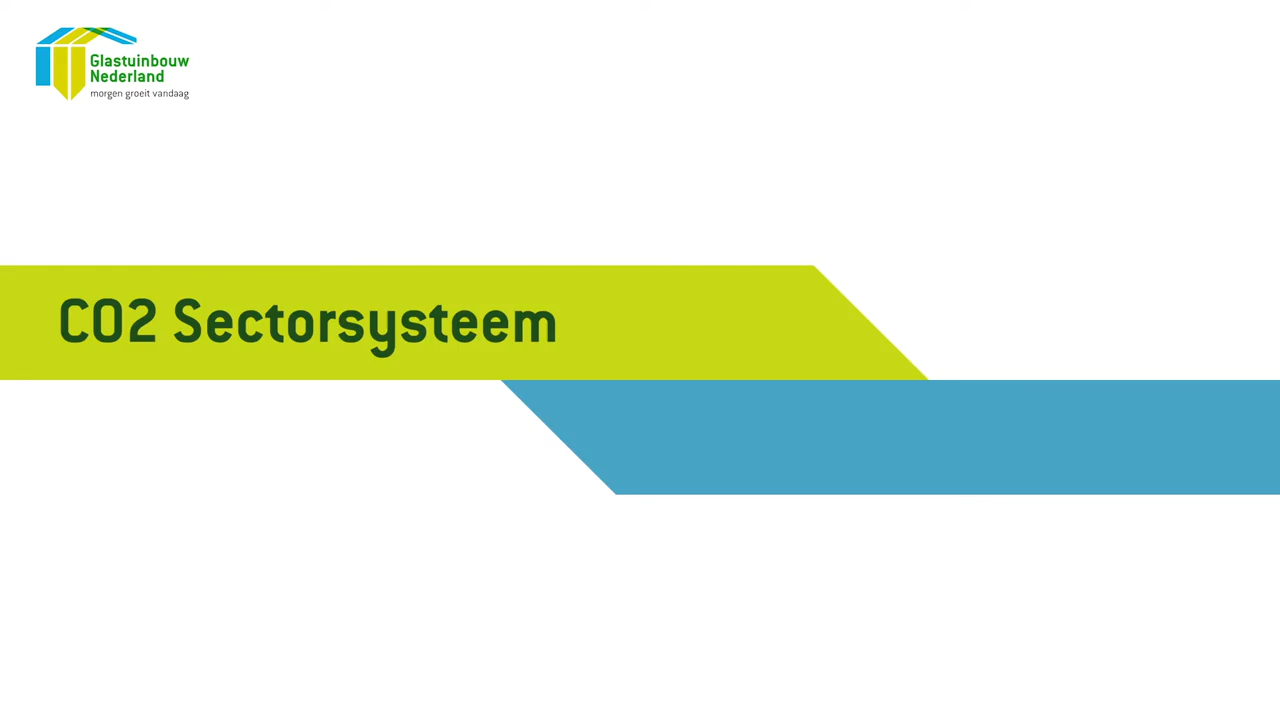 Glastuinbouw
Nederland
morgen groeit vandaag
CO2 Sectorsysteem